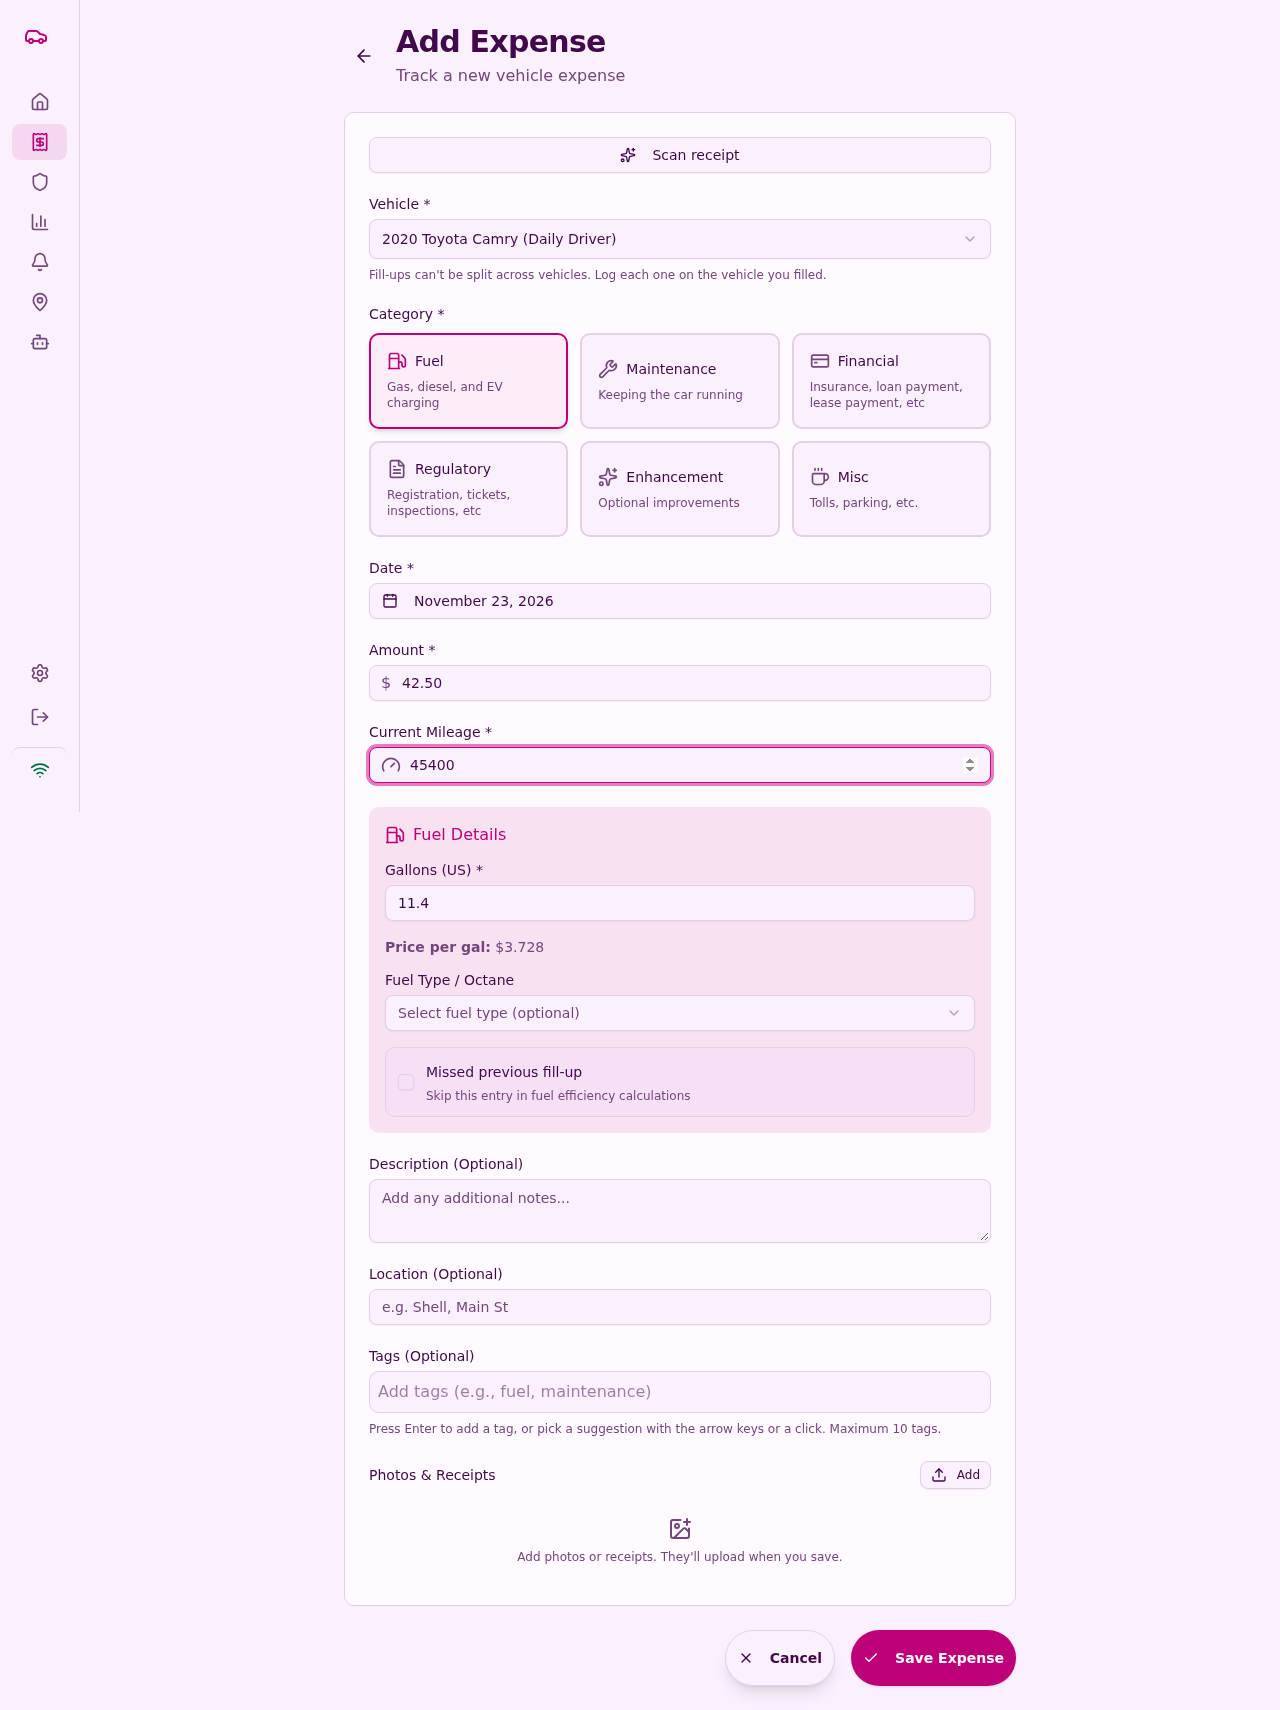 Add Expense
Track a new vehicle expense
Scan receipt
Vehicle *
2020 Toyota Camry (Daily Driver)
Fill-ups can't be split across vehicles. Log each one on the vehicle you filled.
Category *
Fuel
Gas, diesel, and EV
charging
Maintenance
Keeping the car running
Financial
Insurance, loan payment,
lease payment, etc
Regulatory
Registration, tickets,
inspections, etc
Enhancement
Optional improvements
Misc
Tolls, parking, etc.
Date *
November 23, 2026
Amount *
$ 42.50
Current Mileage *
45400
Fuel Details
Gallons (US) *
11.4
Price per gal: $3.728
Fuel Type / Octane
Select fuel type (optional)
Missed previous fill-up
Skip this entry in fuel efficiency calculations
Description (Optional)
Add any additional notes...
Location (Optional)
e.g. Shell, Main St
Tags (Optional)
Add tags (e.g., fuel, maintenance)
Press Enter to add a tag, or pick a suggestion with the arrow keys or a click. Maximum 10 tags.
Photos & Receipts
Add
Add photos or receipts. They'll upload when you save.
Cancel
Save Expense